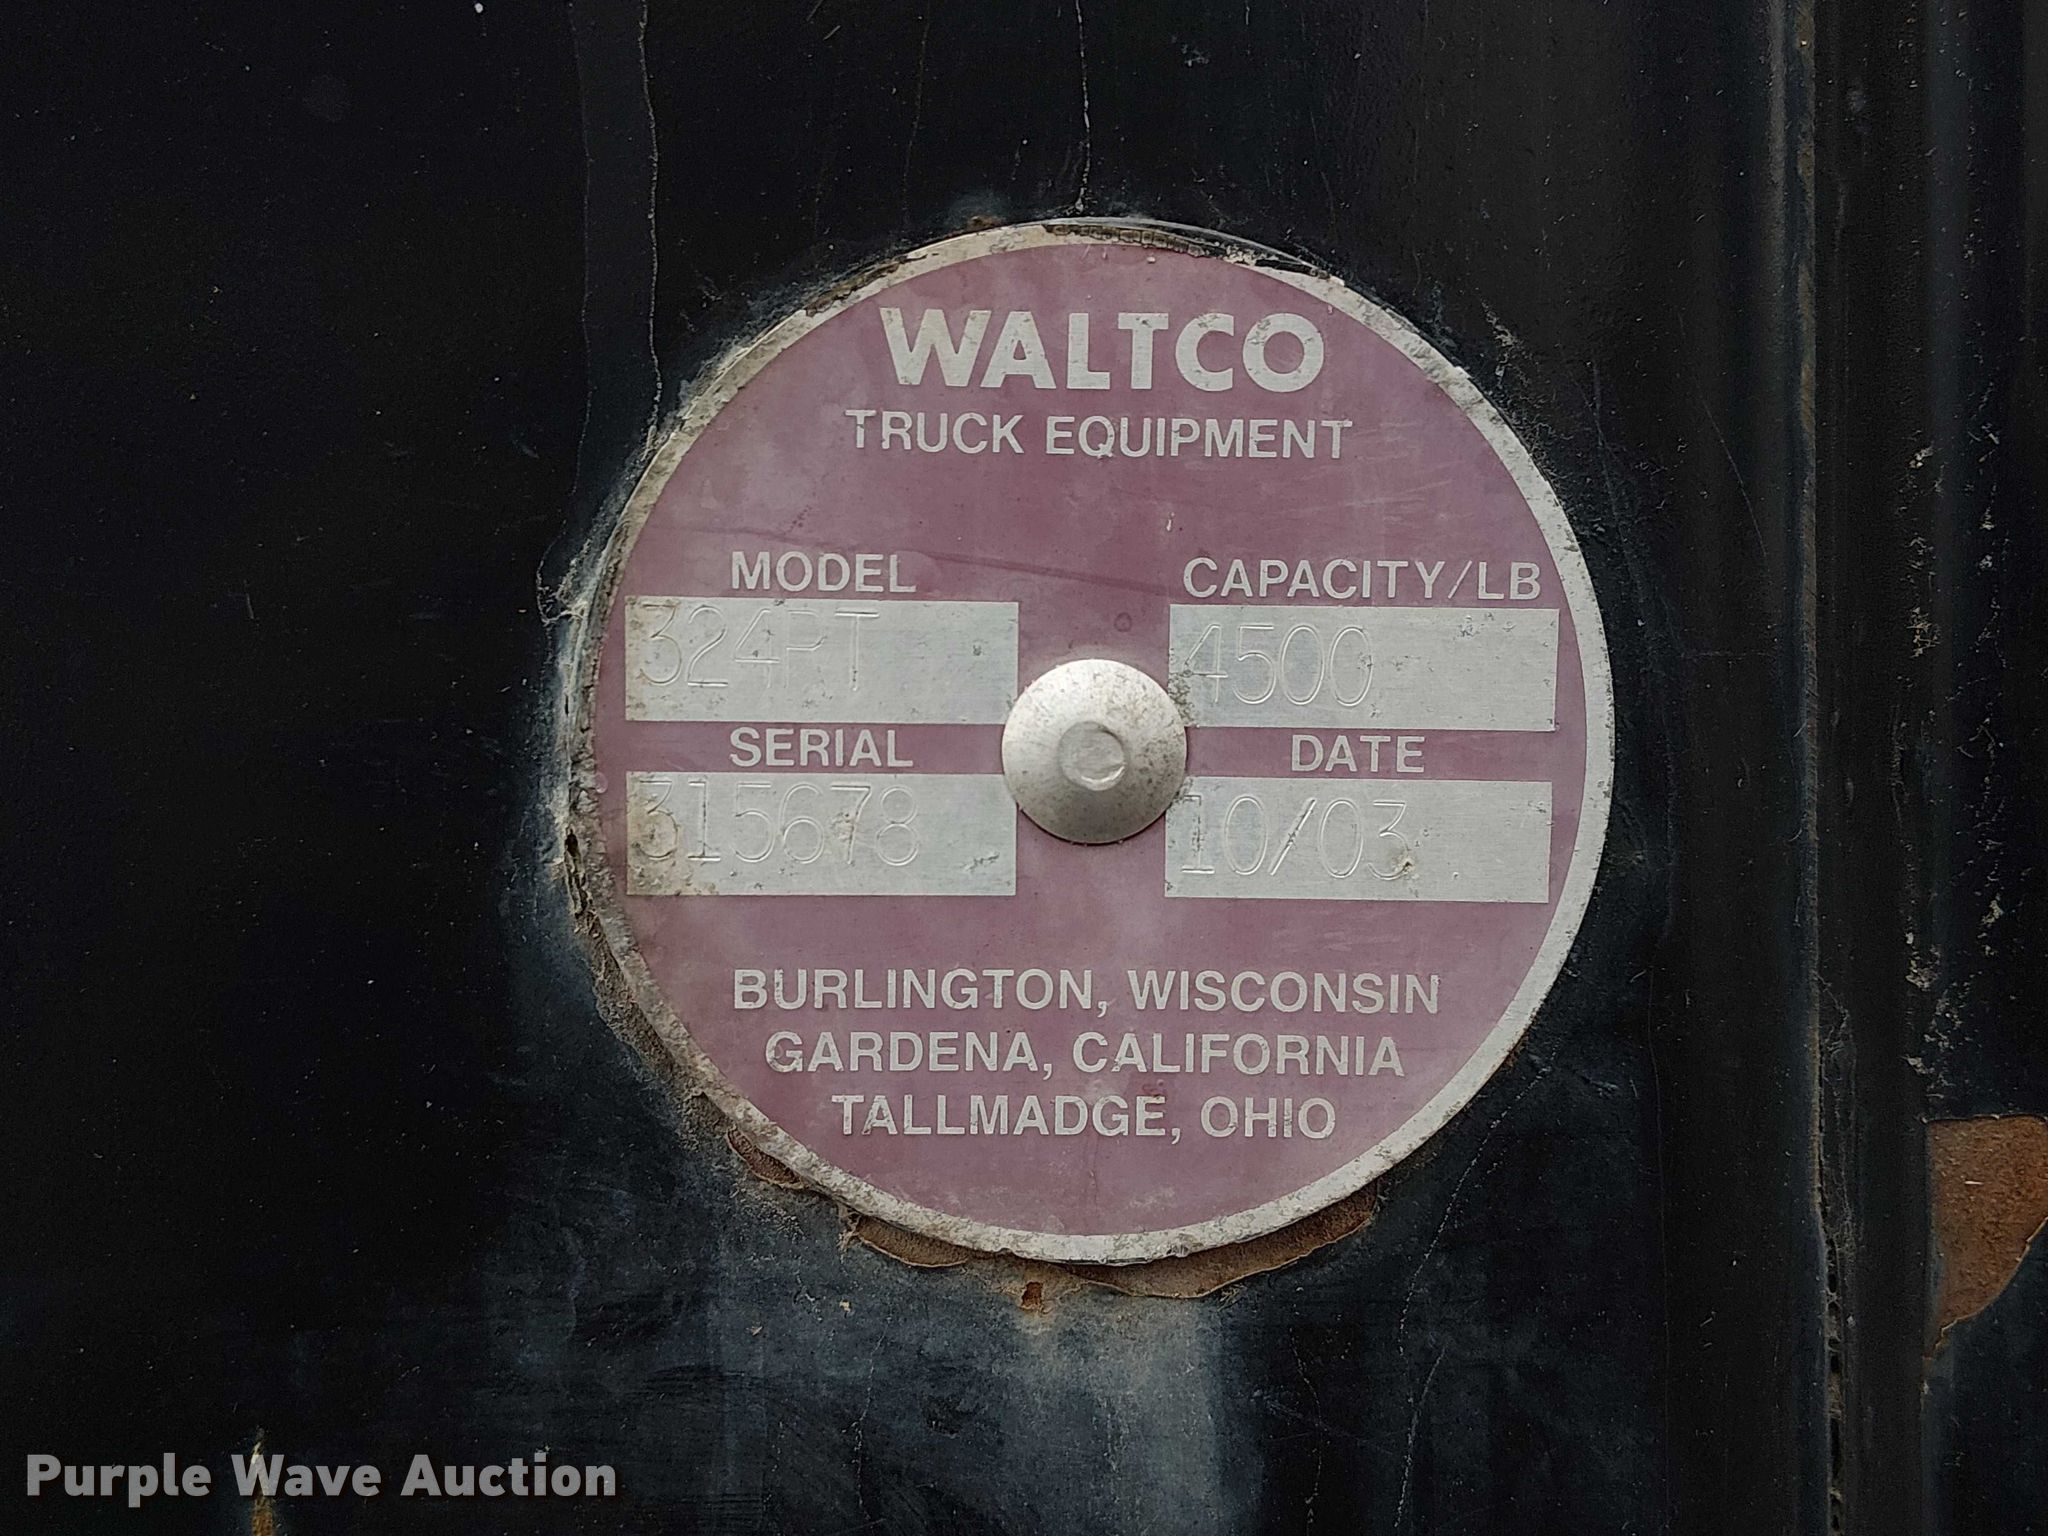 WALTCO
TRUCK EQUIPMENT
MODEL
324PT
CAPACITY/LB
4500
SERIAL
315678
DATE
10/03
BURLINGTON, WISCONSIN
GARDENA, CALIFORNIA
TALLMADGE, OHIO
Purple Wave Auction